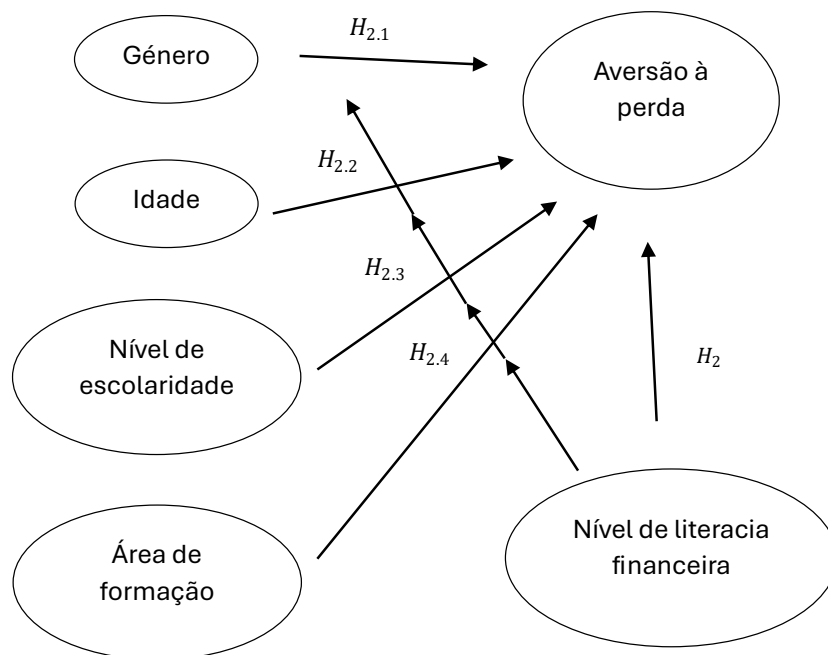 Género
H2.1
Aversão à
perda
Idade
H2.2
H2.3
Nível de
escolaridade
H2.4
H2
Área de
formação
Nível de literacia
financeira